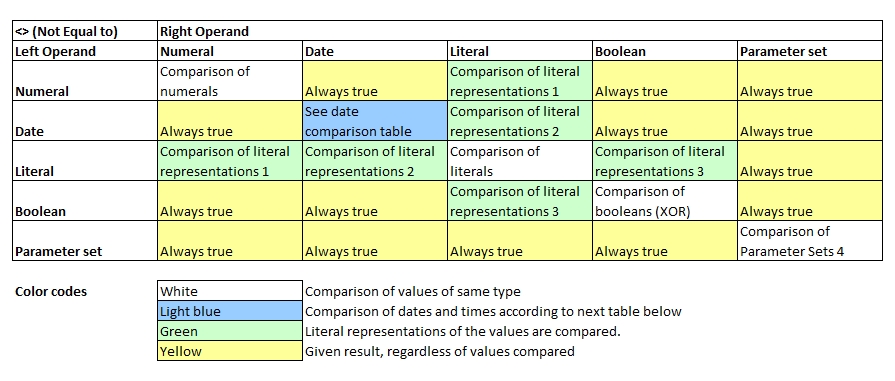 <> (Not Equal to) Right Operand
Left Operand Numeral Date Literal Boolean Parameter set
Comparison of Comparison of literal
Numeral numerals Always true representations 1 Always true Always true
See date Comparison of literal
Date Always true comparison table representations 2 Always true Always true
Comparison of literal Comparison of literal Comparison of Comparison of literal
Literal representations 1 representations 2 literals representations 3 Always true
Comparison of literal Comparison of
Boolean Always true Always true representations 3 booleans (XOR) Always true
Comparison of
Parameter set Always true Always true Always true Always true Parameter Sets 4
Color codes White Comparison of values of same type
Light blue Comparison of dates and times according to next table below
Green Literal representations of the values are compared.
Yellow Given result, regardless of values compared